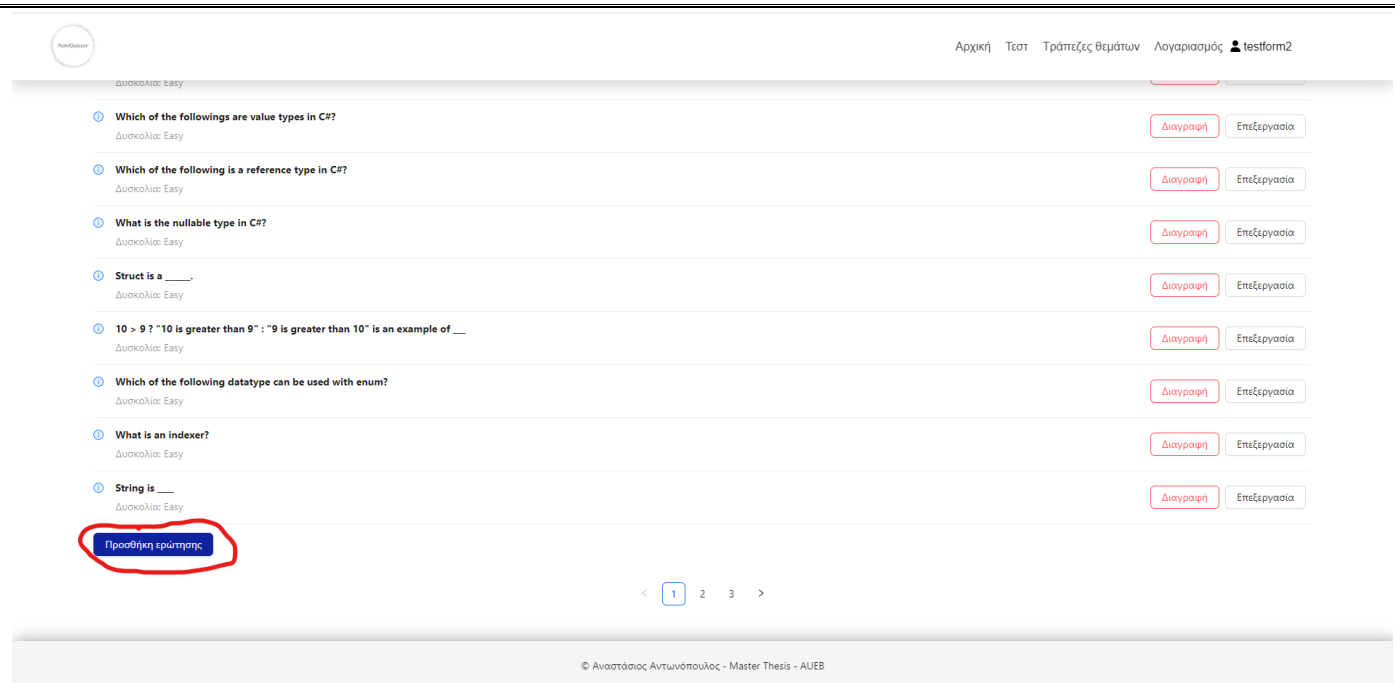 AutoQuizzer
Αρχική Τεστ Τράπεζες θεμάτων Λογαριασμός testform2
Δυσκολία: Easy
Which of the followings are value types in C#?
Δυσκολία: Easy
Διαγραφή Επεξεργασία
Which of the following is a reference type in C#?
Δυσκολία: Easy
Διαγραφή Επεξεργασία
What is the nullable type in C#?
Δυσκολία: Easy
Διαγραφή Επεξεργασία
Struct is a ______.
Δυσκολία: Easy
Διαγραφή Επεξεργασία
10 > 9 ? "10 is greater than 9" : "9 is greater than 10" is an example of ___
Δυσκολία: Easy
Διαγραφή Επεξεργασία
Which of the following datatype can be used with enum?
Δυσκολία: Easy
Διαγραφή Επεξεργασία
What is an indexer?
Δυσκολία: Easy
Διαγραφή Επεξεργασία
String is ____
Δυσκολία: Easy
Διαγραφή Επεξεργασία
Προσθήκη ερώτησης
< 1 2 3 >
© Αναστάσιος Αντωνόπουλος - Master Thesis - AUEB